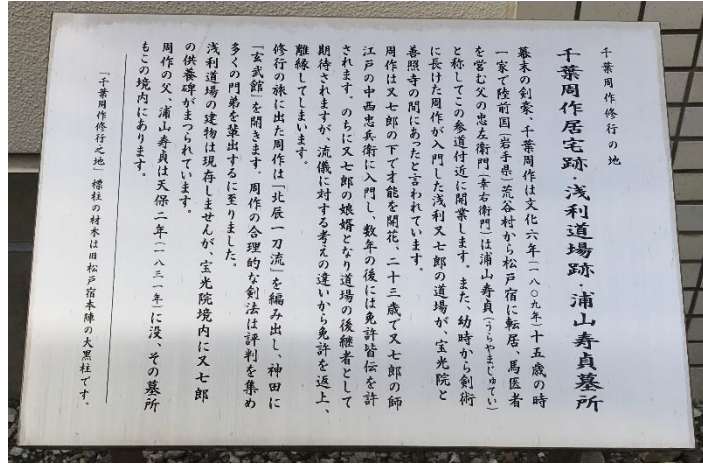 千葉周作修行の地
千葉周作居宅跡・浅利道場跡・浦山寿貞墓所
幕末の剣豪、千葉周作は文化六年(一八〇九年)十五歳の時
一家で陸前国(岩手県)荒谷村から松戸宿に転居、馬医者
を営む父の忠左衛門(幸右衛門)は浦山寿貞(うらやまじゅてい)
と称してこの参道付近に開業します。また、幼時から剣術
に長けた周作が入門した浅利又七郎の道場が、宝光院と
善照寺の間にあったと言われています。
周作は又七郎の下で才能を開花、二十三歳で又七郎の師
江戸の中西忠兵衛に入門し、数年の後には免許皆伝を許
されます。のちに又七郎の娘婿となり道場の後継者として
期待されますが、流儀に対する考えの違いから免許を返上、
離縁してしまいます。
修行の旅に出た周作は「北辰一刀流」を編み出し、神田に
「玄武館」を開きます。周作の合理的な剣法は評判を集め
多くの門弟を輩出するに至りました。
浅利道場の建物は現存しませんが、宝光院境内に又七郎
の供養碑がまつられています。
周作の父、浦山寿貞は天保二年(一八三一年)に没、その墓所
もこの境内にあります。
「千葉周作修行之地」標柱の材木は旧松戸宿本陣の大黒柱です。